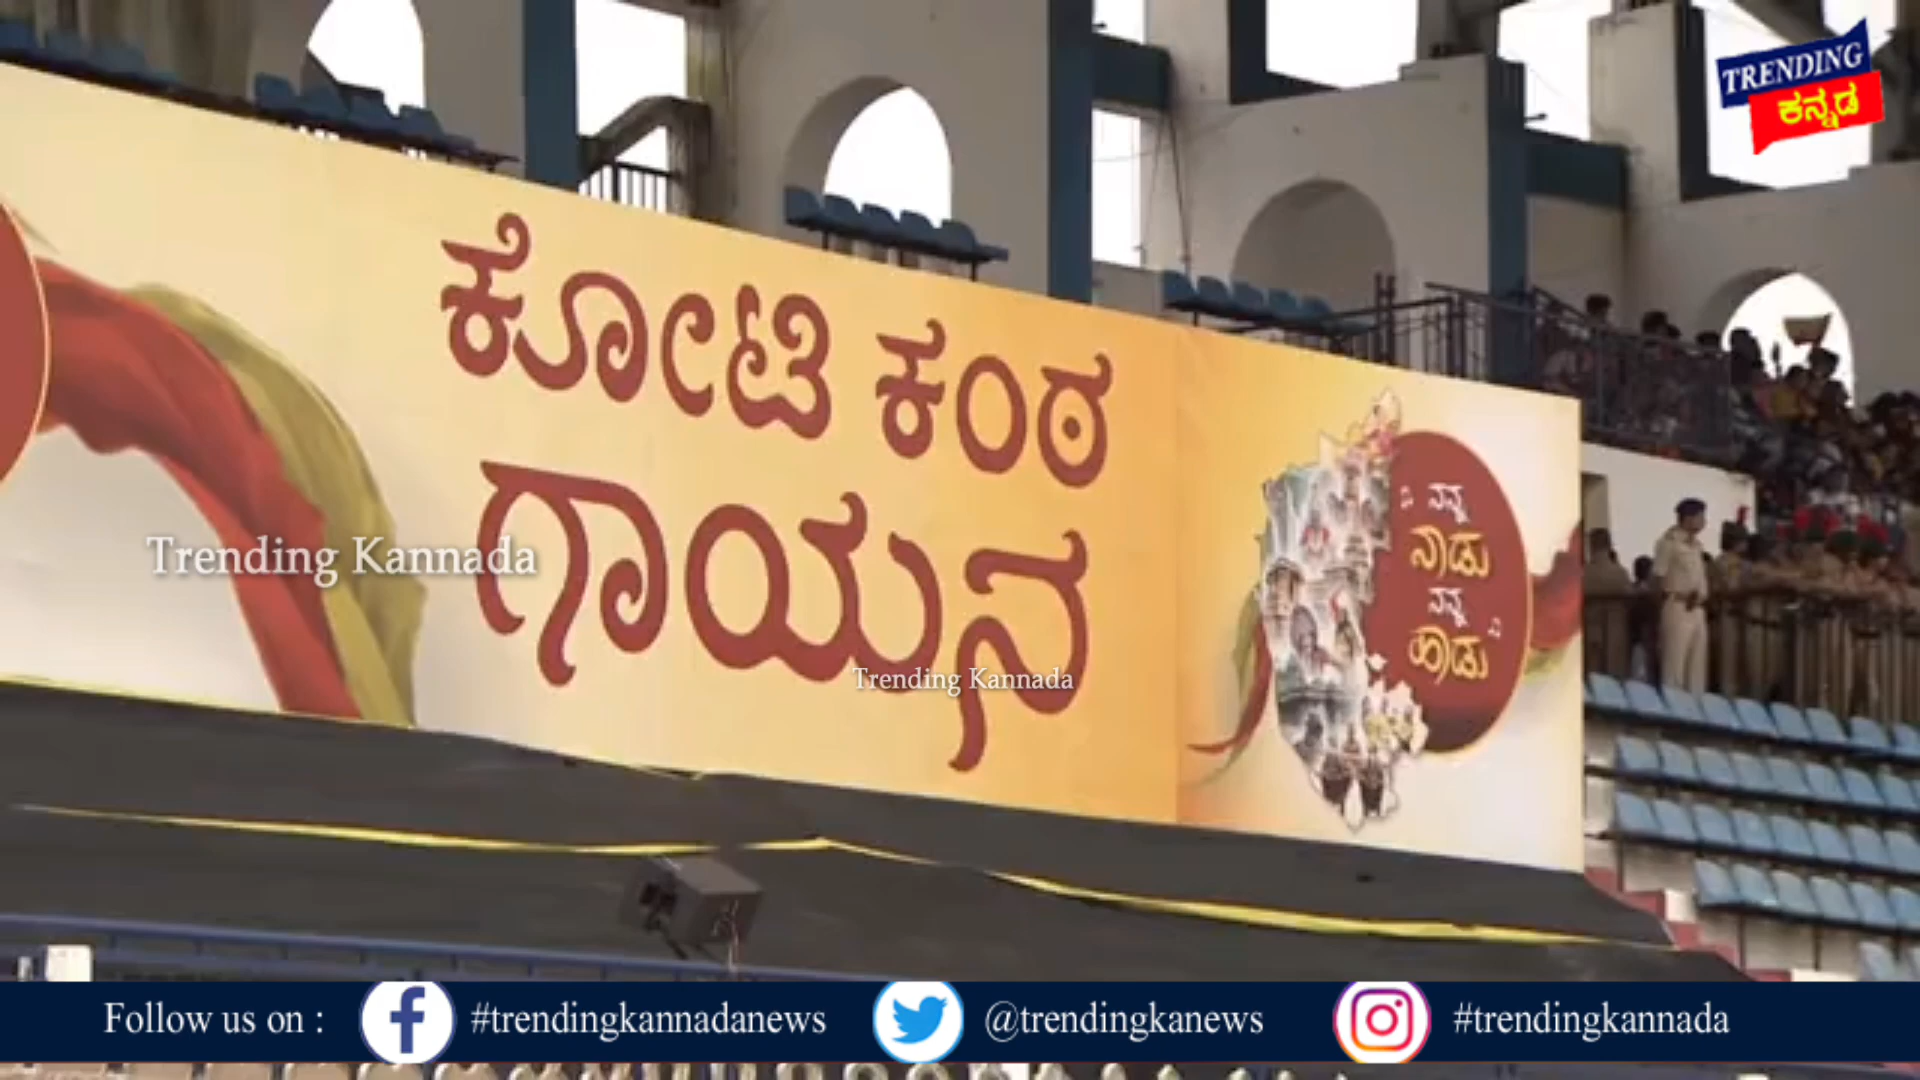 TRENDING
ಕನ್ನಡ
ಕೋಟಿ ಕಂಠ
ಗಾಯನ
ನನ್ನ
ನಾಡು
ನನ್ನ
ಹಾಡು
Trending Kannada
Trending Kannada
Follow us on : #trendingkannadanews @trendingkanews #trendingkannada